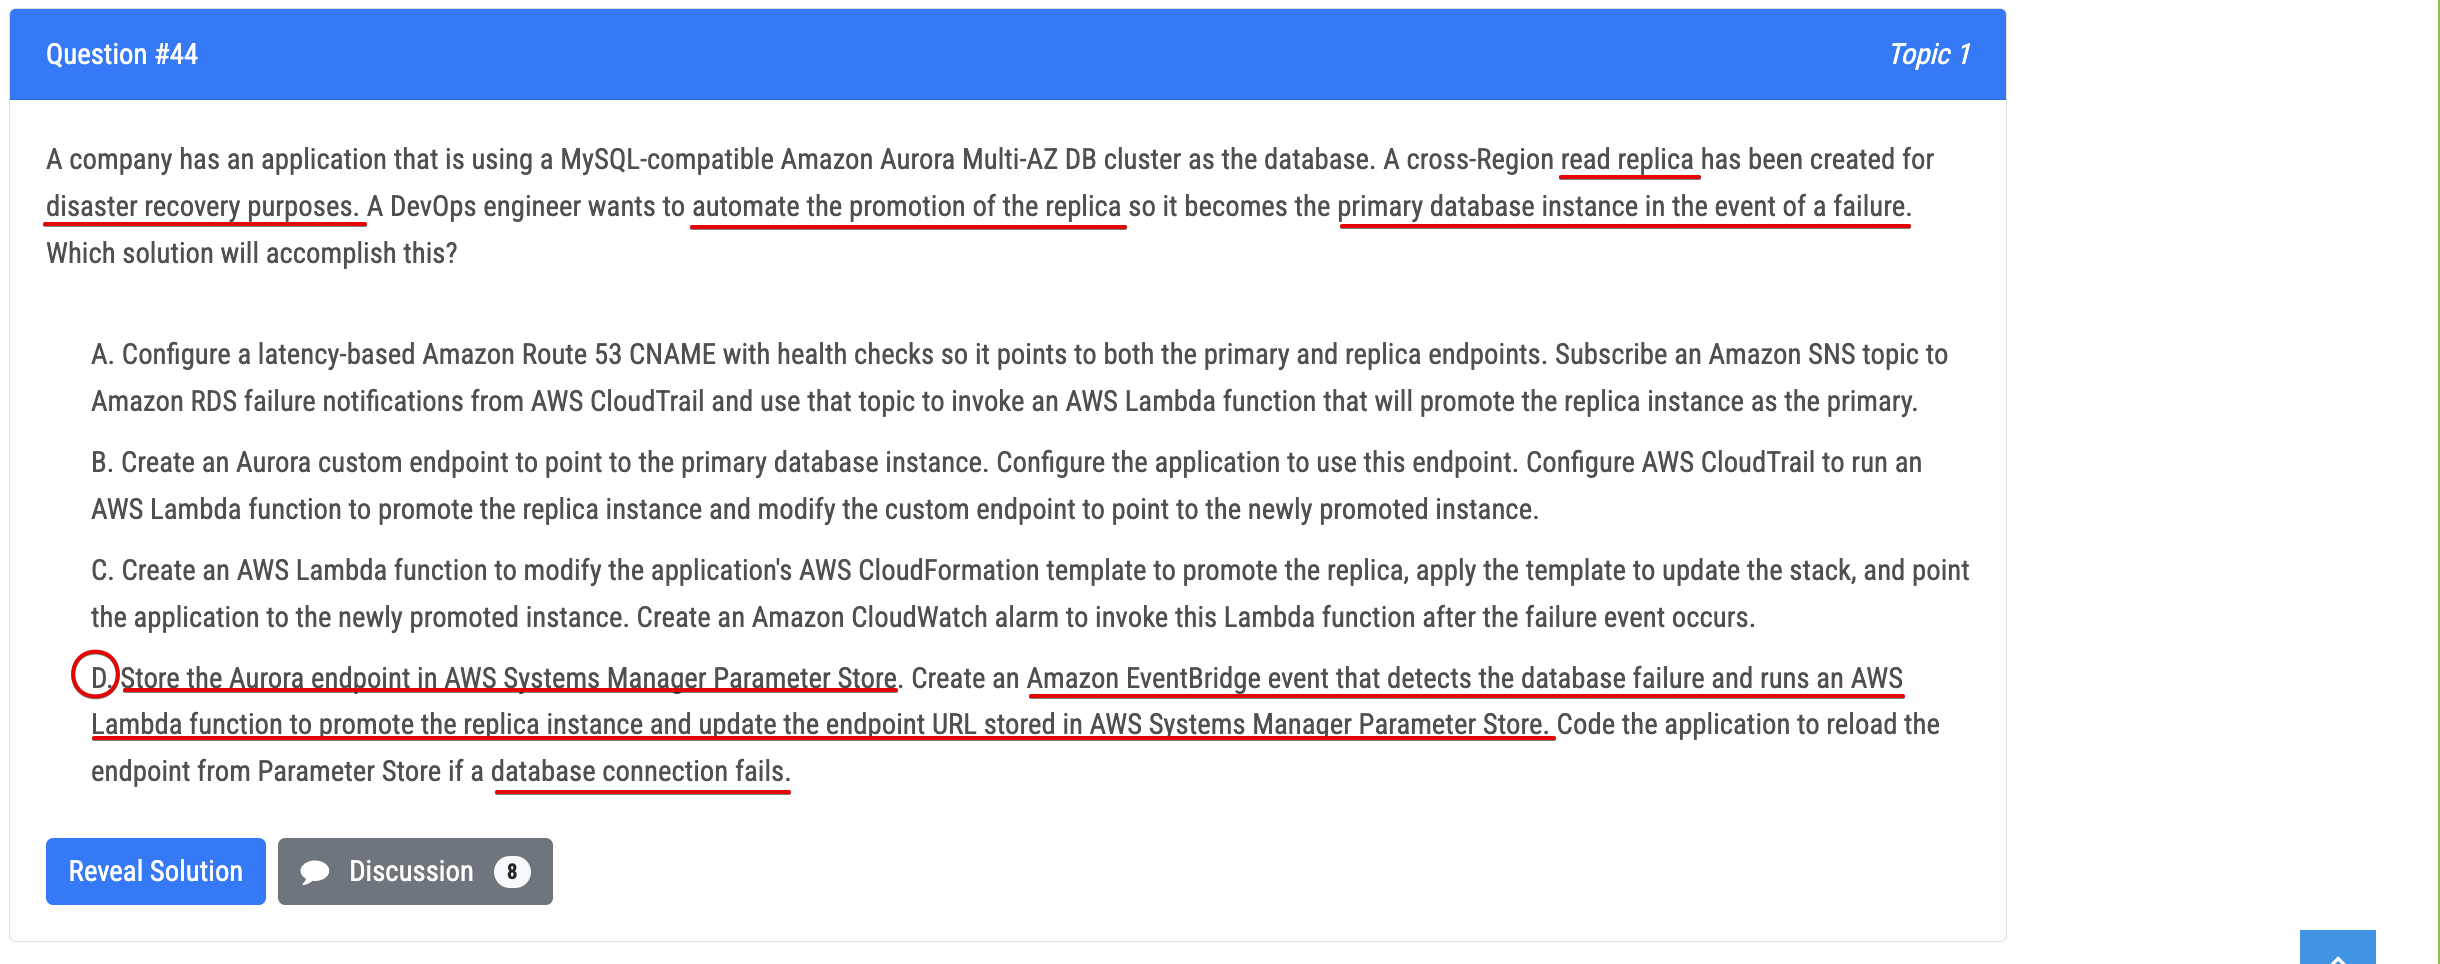 Question #44
Topic 1
A company has an application that is using a MySQL-compatible Amazon Aurora Multi-AZ DB cluster as the database. A cross-Region read replica has been created for
disaster recovery purposes. A DevOps engineer wants to automate the promotion of the replica so it becomes the primary database instance in the event of a failure.
Which solution will accomplish this?
A. Configure a latency-based Amazon Route 53 CNAME with health checks so it points to both the primary and replica endpoints. Subscribe an Amazon SNS topic to
Amazon RDS failure notifications from AWS CloudTrail and use that topic to invoke an AWS Lambda function that will promote the replica instance as the primary.
B. Create an Aurora custom endpoint to point to the primary database instance. Configure the application to use this endpoint. Configure AWS CloudTrail to run an
AWS Lambda function to promote the replica instance and modify the custom endpoint to point to the newly promoted instance.
C. Create an AWS Lambda function to modify the application's AWS CloudFormation template to promote the replica, apply the template to update the stack, and point
the application to the newly promoted instance. Create an Amazon CloudWatch alarm to invoke this Lambda function after the failure event occurs.
D. Store the Aurora endpoint in AWS Systems Manager Parameter Store. Create an Amazon EventBridge event that detects the database failure and runs an AWS
Lambda function to promote the replica instance and update the endpoint URL stored in AWS Systems Manager Parameter Store. Code the application to reload the
endpoint from Parameter Store if a database connection fails.
Reveal Solution
Discussion 8